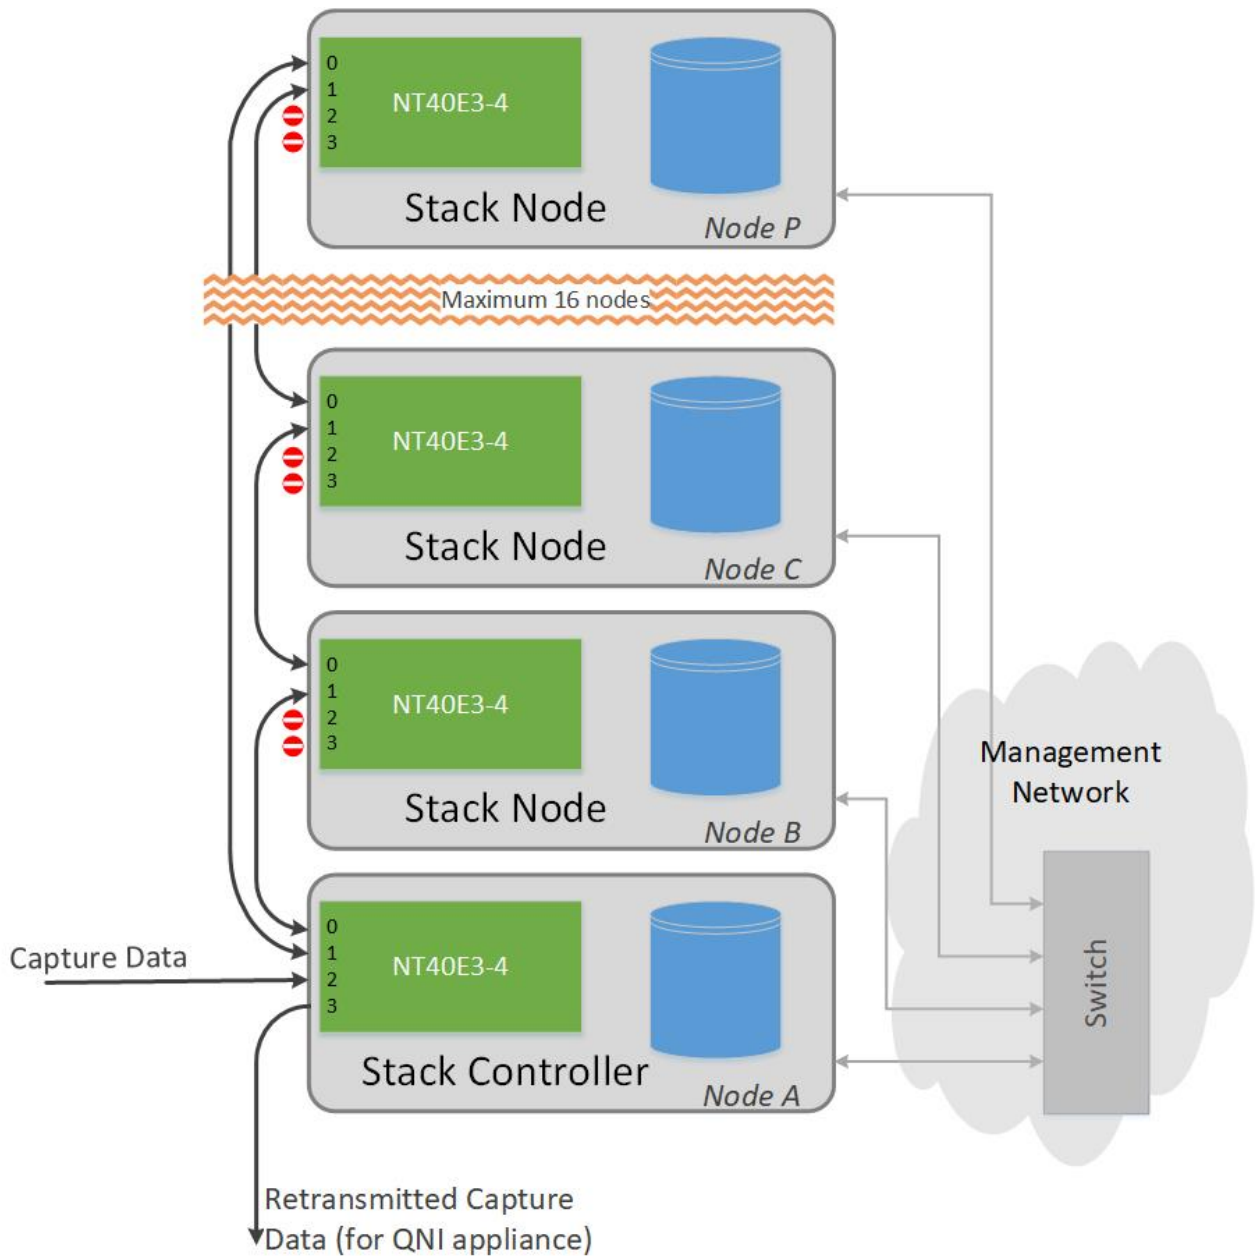 0
1
2
3
NT40E3-4
Stack Node
Node P
Maximum 16 nodes
0
1
2
3
NT40E3-4
Stack Node
Node C
0
1
2
3
NT40E3-4
Stack Node
Node B
Management
Network
Switch
Capture Data
0
1
2
3
NT40E3-4
Stack Controller
Node A
Retransmitted Capture
Data (for QNI appliance)